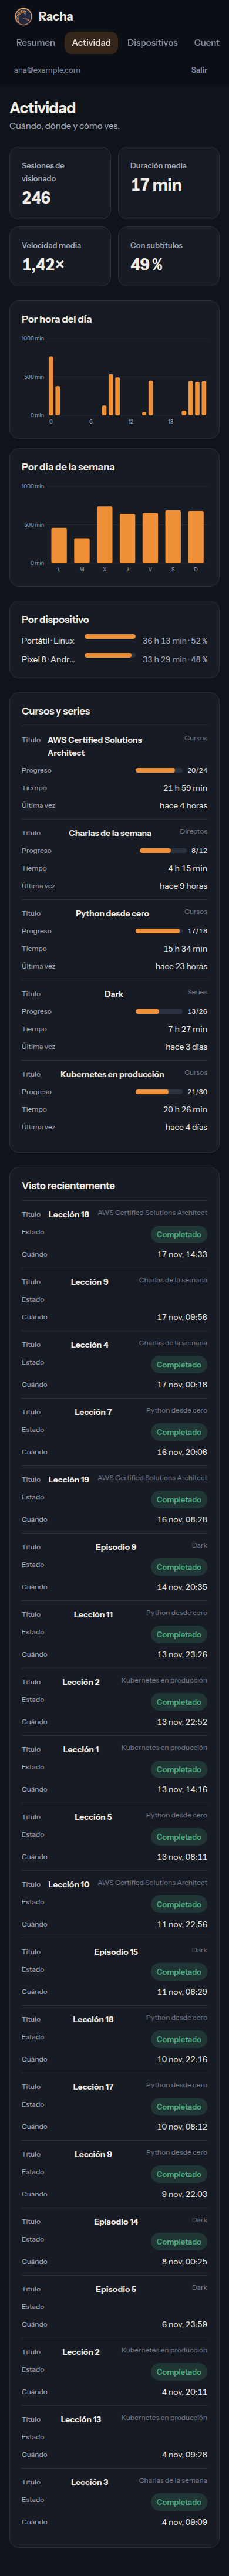 Racha
Resumen Actividad Dispositivos Cuent
ana@example.com Salir
Actividad
Cuándo, dónde y cómo ves.
Sesiones de
visionado
246
Duración media
17 min
Velocidad media
1,42×
Con subtítulos
49 %
Por hora del día
1000 min
500 min
0 min
0 6 12 18
Por día de la semana
1000 min
500 min
0 min
L M X J V S D
Por dispositivo
Portátil · Linux 36 h 13 min · 52 %
Pixel 8 · Andr... 33 h 29 min · 48 %
Cursos y series
Título AWS Certified Solutions Cursos
Architect
Progreso 20/24
Tiempo 21 h 59 min
Última vez hace 4 horas
Título Charlas de la semana Directos
Progreso 8/12
Tiempo 4 h 15 min
Última vez hace 9 horas
Título Python desde cero Cursos
Progreso 17/18
Tiempo 15 h 34 min
Última vez hace 23 horas
Título Dark Series
Progreso 13/26
Tiempo 7 h 27 min
Última vez hace 3 días
Título Kubernetes en producción Cursos
Progreso 21/30
Tiempo 20 h 26 min
Última vez hace 4 días
Visto recientemente
Título Lección 18 AWS Certified Solutions Architect
Estado Completado
Cuándo 17 nov, 14:33
Título Lección 9 Charlas de la semana
Estado
Cuándo 17 nov, 09:56
Título Lección 4 Charlas de la semana
Estado Completado
Cuándo 17 nov, 00:18
Título Lección 7 Python desde cero
Estado Completado
Cuándo 16 nov, 20:06
Título Lección 19 AWS Certified Solutions Architect
Estado Completado
Cuándo 16 nov, 08:28
Título Episodio 9 Dark
Estado Completado
Cuándo 14 nov, 20:35
Título Lección 11 Python desde cero
Estado Completado
Cuándo 13 nov, 23:26
Título Lección 2 Kubernetes en producción
Estado Completado
Cuándo 13 nov, 22:52
Título Lección 1 Kubernetes en producción
Estado Completado
Cuándo 13 nov, 14:16
Título Lección 5 Python desde cero
Estado Completado
Cuándo 13 nov, 08:11
Título Lección 10 AWS Certified Solutions Architect
Estado Completado
Cuándo 11 nov, 22:56
Título Episodio 15 Dark
Estado Completado
Cuándo 11 nov, 08:29
Título Lección 18 Python desde cero
Estado Completado
Cuándo 10 nov, 22:16
Título Lección 17 Python desde cero
Estado Completado
Cuándo 10 nov, 08:12
Título Lección 9 Python desde cero
Estado Completado
Cuándo 9 nov, 22:03
Título Episodio 14 Dark
Estado Completado
Cuándo 8 nov, 00:25
Título Episodio 5 Dark
Estado
Cuándo 6 nov, 23:59
Título Lección 2 Kubernetes en producción
Estado Completado
Cuándo 4 nov, 20:11
Título Lección 13 Kubernetes en producción
Estado
Cuándo 4 nov, 09:28
Título Lección 3 Charlas de la semana
Estado Completado
Cuándo 4 nov, 09:09